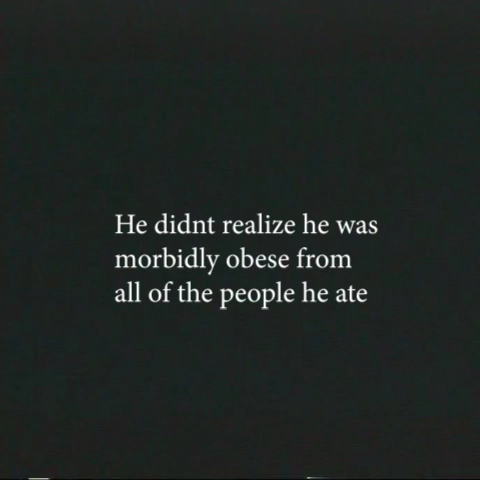 He didnt realize he was
morbidly obese from
all of the people he ate